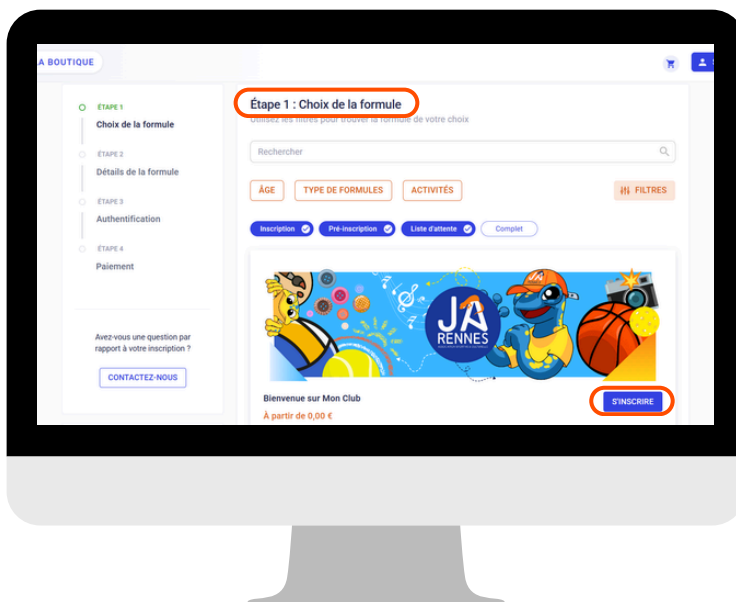 LA BOUTIQUE
ÉTAPE 1
Choix de la formule
ÉTAPE 2
Détails de la formule
ÉTAPE 3
Authentification
ÉTAPE 4
Paiement
Avez-vous une question par
rapport à votre inscription ?
CONTACTEZ-NOUS
Étape 1 : Choix de la formule
Utilisez les filtres pour trouver la formule de votre choix
Rechercher
ÂGE
TYPE DE FORMULES
ACTIVITÉS
FILTRES
Inscription
Pré-inscription
Liste d'attente
Complet
JA
RENNES
JA
Bienvenue sur Mon Club
S'INSCRIRE
À partir de 0,00 €